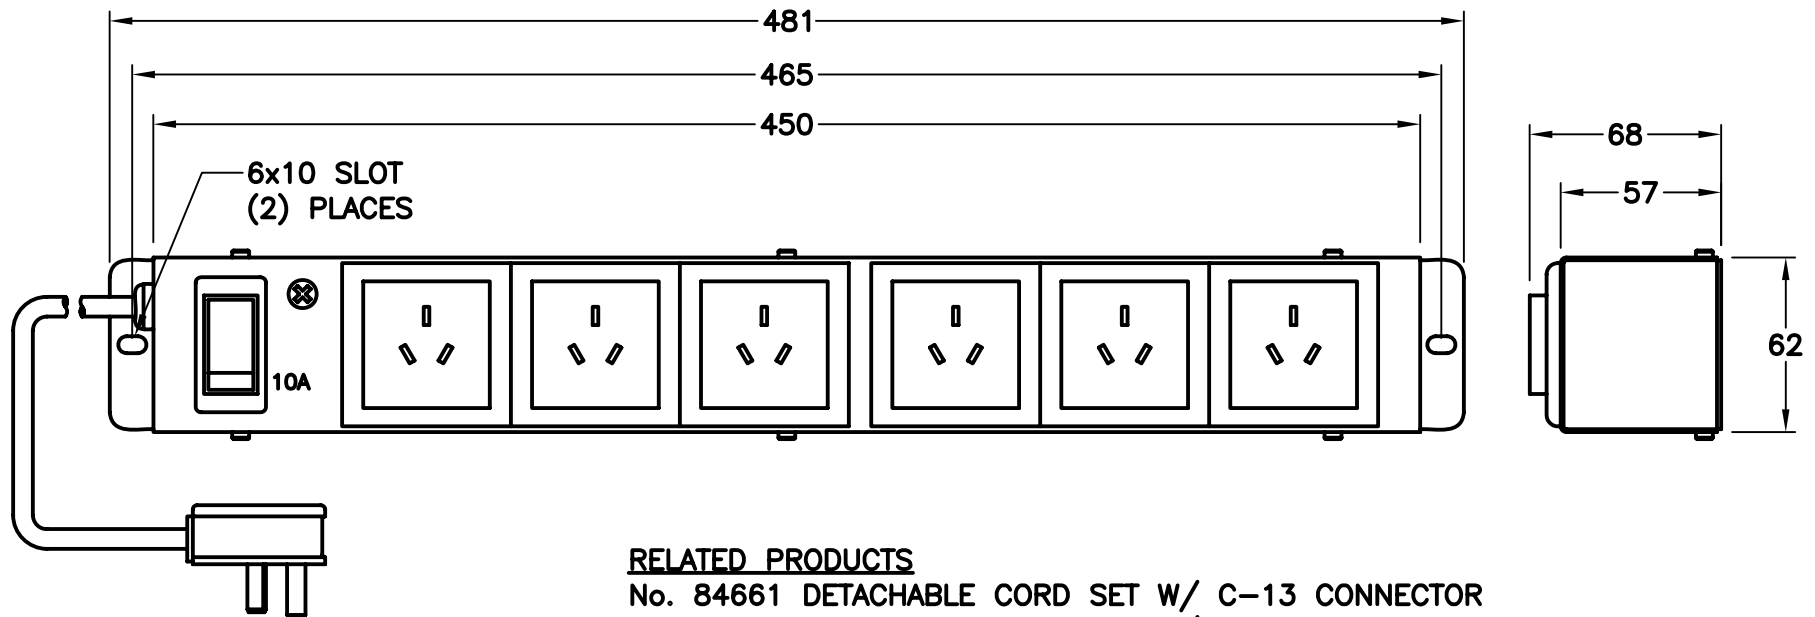 481
465
450
68
57
6x10 SLOT
(2) PLACES
62
10A
RELATED PRODUCTS
No. 84661 DETACHABLE CORD SET W/ C-13 CONNECTOR